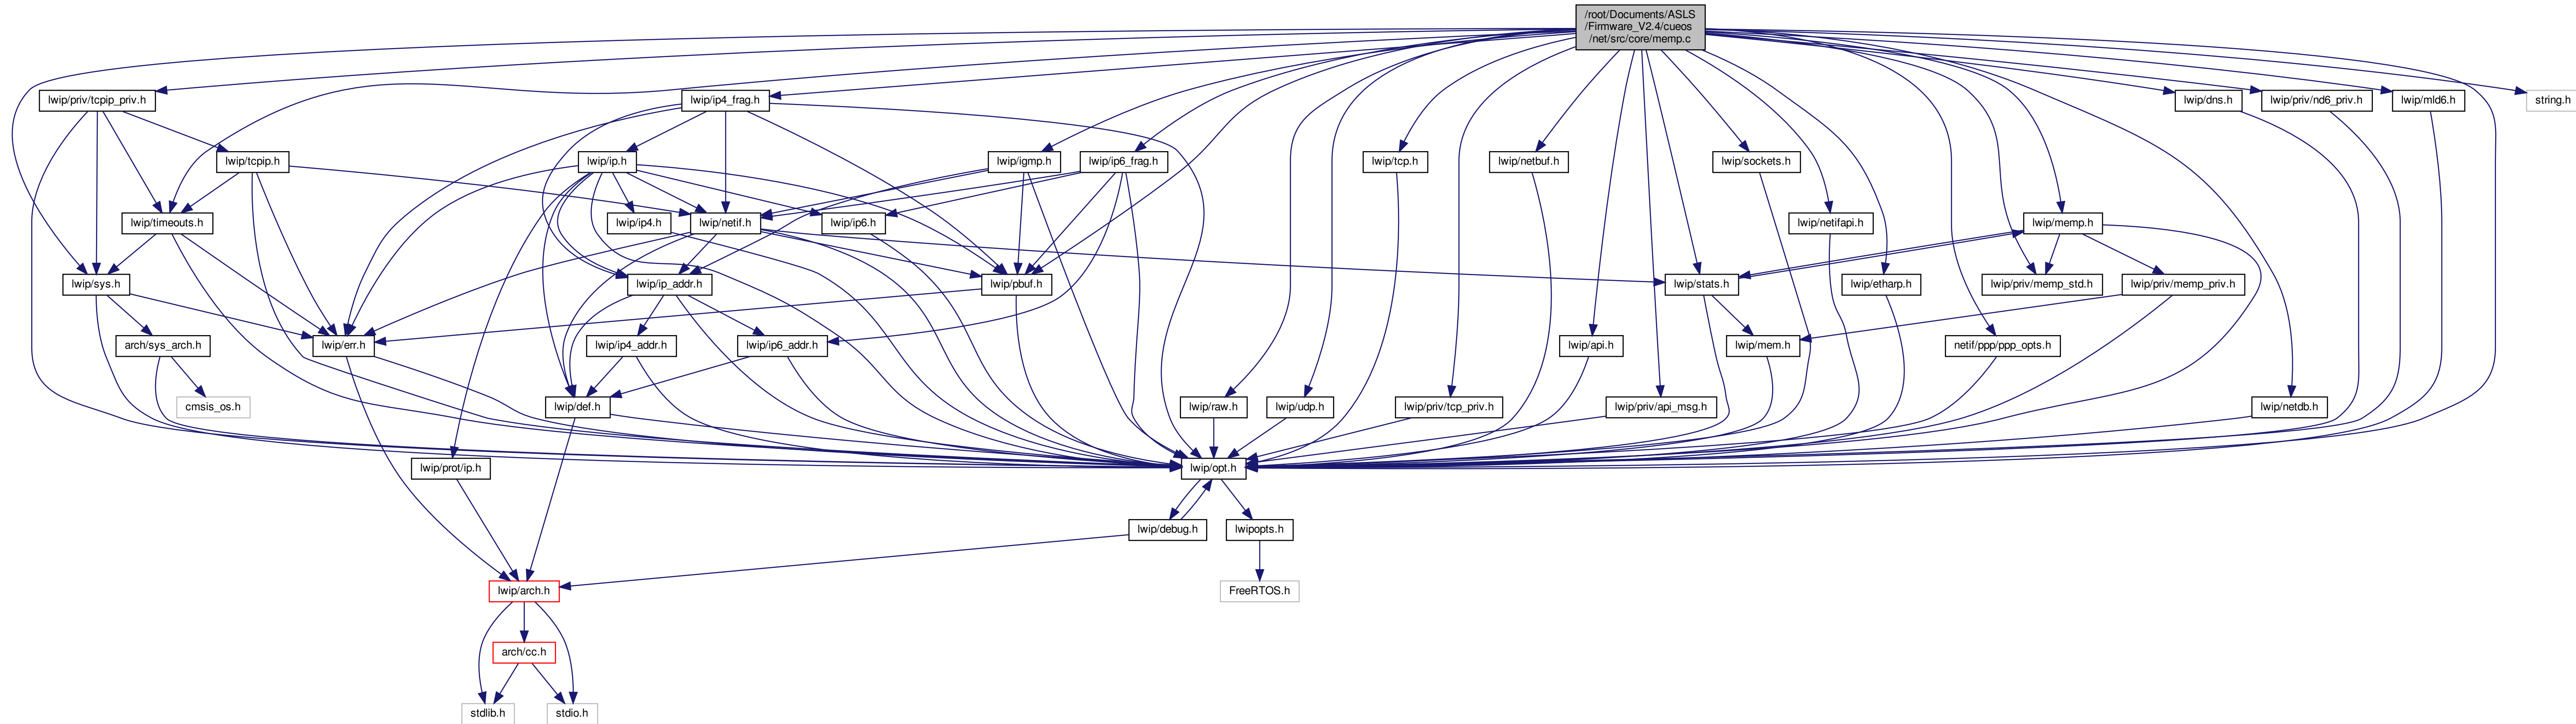 /root/Documents/ASLS
/Firmware_V2.4/cueos
/net/src/core/memp.c
lwip/priv/tcpip_priv.h
lwip/ip4_frag.h
lwip/dns.h
lwip/priv/nd6_priv.h
lwip/mld6.h
string.h
lwip/tcpip.h
lwip/ip.h
lwip/igmp.h
lwip/ip6_frag.h
lwip/tcp.h
lwip/netbuf.h
lwip/sockets.h
lwip/timeouts.h
lwip/ip4.h
lwip/netif.h
lwip/ip6.h
lwip/netifapi.h
lwip/memp.h
lwip/sys.h
lwip/ip_addr.h
lwip/pbuf.h
lwip/stats.h
lwip/etharp.h
lwip/priv/memp_std.h
lwip/priv/memp_priv.h
arch/sys_arch.h
lwip/err.h
lwip/ip4_addr.h
lwip/ip6_addr.h
lwip/api.h
lwip/mem.h
netif/ppp/ppp_opts.h
cmsis_os.h
lwip/def.h
lwip/raw.h
lwip/udp.h
lwip/priv/tcp_priv.h
lwip/priv/api_msg.h
lwip/netdb.h
lwip/prot/ip.h
lwip/opt.h
lwip/debug.h
lwipopts.h
lwip/arch.h
FreeRTOS.h
arch/cc.h
stdlib.h
stdio.h